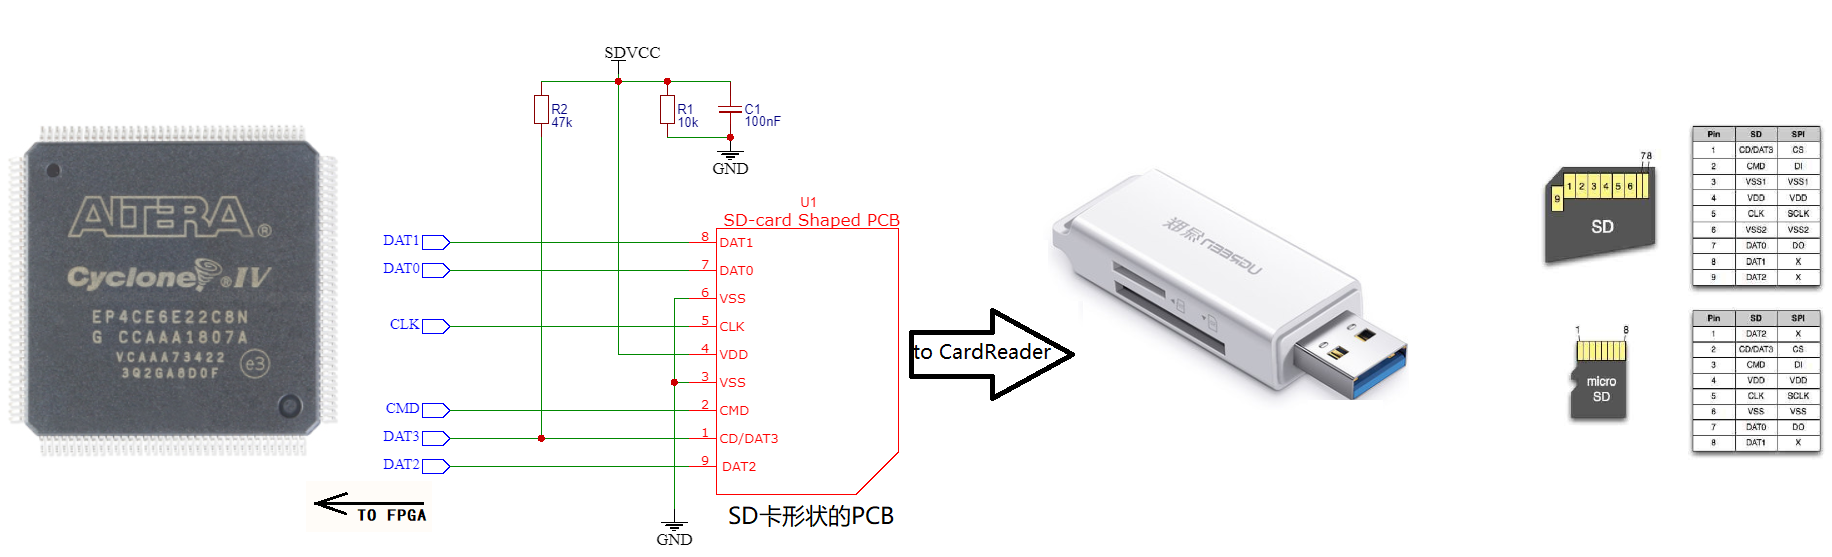 ALTERA®
Cyclone® IV
EP4CE6E22C8N
G CCAAA1807A
VCAAA73422
3Q2GA8D0F
e3
TO FPGA
SDVCC
R2
47k
R1
10k
C1
100nF
GND
U1
SD-card Shaped PCB
DAT1 8 DAT1
DAT0 7 DAT0
6 VSS
CLK 5 CLK
4 VDD
3 VSS
CMD 2 CMD
DAT3 1 CD/DAT3
DAT2 9 DAT2
GND
SD卡形状的PCB
to CardReader
UGREEN
78
9 1 2 3 4 5 6
SD
Pin SD SPI
1 CD/DAT3 CS
2 CMD DI
3 VSS1 VSS1
4 VDD VDD
5 CLK SCLK
6 VSS2 VSS2
7 DAT0 DO
8 DAT1 X
9 DAT2 X
1 8
micro
SD
Pin SD SPI
1 DAT2 X
2 CD/DAT3 CS
3 CMD DI
4 VDD VDD
5 CLK SCLK
6 VSS VSS
7 DAT0 DO
8 DAT1 X